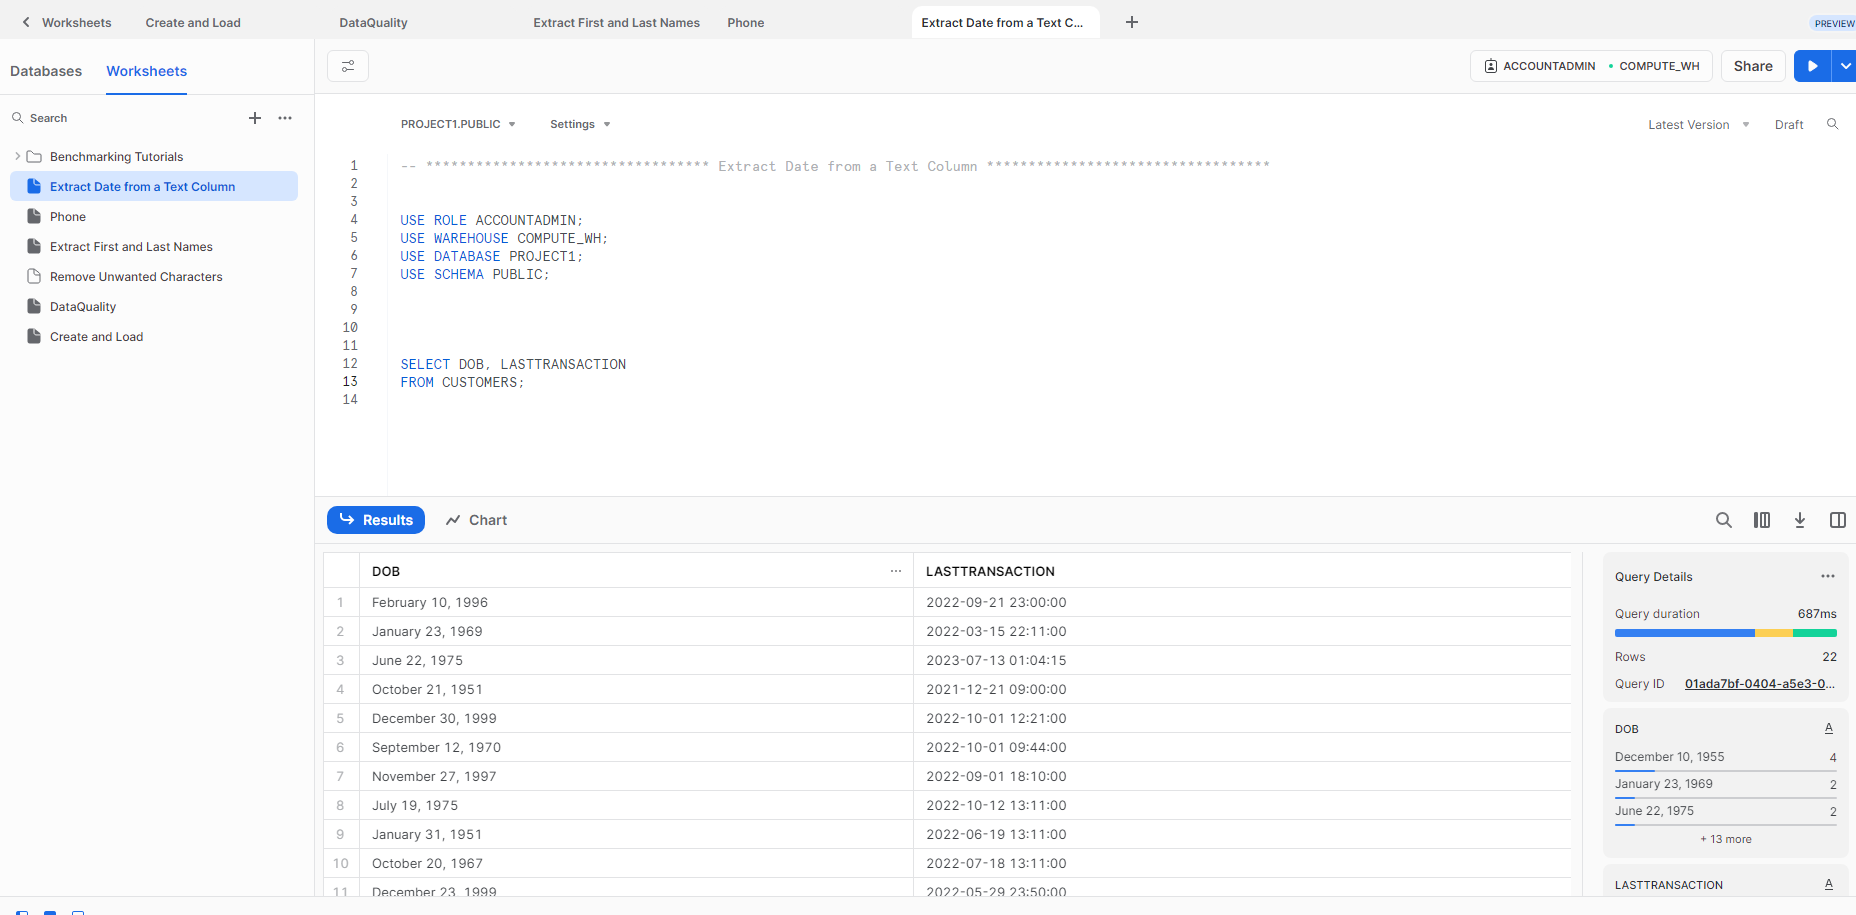 Worksheets
Create and Load
DataQuality
Extract First and Last Names
Phone
Extract Date from a Text C...
PREVIEW
Databases
Worksheets
ACCOUNTADMIN
COMPUTE_WH
Share
Search
Benchmarking Tutorials
Extract Date from a Text Column
Phone
Extract First and Last Names
Remove Unwanted Characters
DataQuality
Create and Load
PROJECT1.PUBLIC
Settings
Latest Version
Draft
1 -- ********************************** Extract Date from a Text Column **********************************
2
3
4 USE ROLE ACCOUNTADMIN;
5 USE WAREHOUSE COMPUTE_WH;
6 USE DATABASE PROJECT1;
7 USE SCHEMA PUBLIC;
8
9
10
11
12 SELECT DOB, LASTTRANSACTION
13 FROM CUSTOMERS;
14
Results
Chart
DOB ... LASTTRANSACTION
1 February 10, 1996 2022-09-21 23:00:00
2 January 23, 1969 2022-03-15 22:11:00
3 June 22, 1975 2023-07-13 01:04:15
4 October 21, 1951 2021-12-21 09:00:00
5 December 30, 1999 2022-10-01 12:21:00
6 September 12, 1970 2022-10-01 09:44:00
7 November 27, 1997 2022-09-01 18:10:00
8 July 19, 1975 2022-10-12 13:11:00
9 January 31, 1951 2022-06-19 13:11:00
10 October 20, 1967 2022-07-18 13:11:00
11 December 23, 1999 2022-05-29 23:50:00
Query Details
Query duration 687ms
Rows 22
Query ID 01ada7bf-0404-a5e3-0...
DOB A
December 10, 1955 4
January 23, 1969 2
June 22, 1975 2
+ 13 more
LASTTRANSACTION A